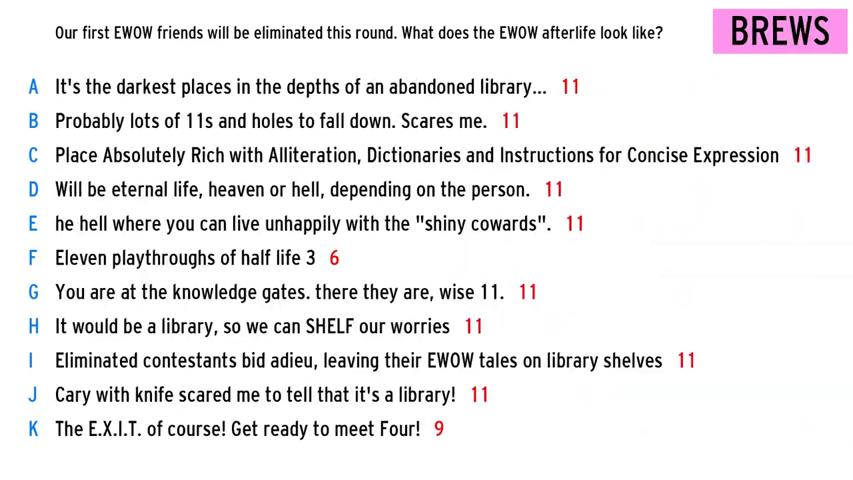 Our first EWOW friends will be eliminated this round. What does the EWOW afterlife look like?
BREWS
A It's the darkest places in the depths of an abandoned library... 11
B Probably lots of 11s and holes to fall down. Scares me. 11
C Place Absolutely Rich with Alliteration, Dictionaries and Instructions for Concise Expression 11
D Will be eternal life, heaven or hell, depending on the person. 11
E he hell where you can live unhappily with the "shiny cowards". 11
F Eleven playthroughs of half life 3 6
G You are at the knowledge gates. there they are, wise 11. 11
H It would be a library, so we can SHELF our worries 11
I Eliminated contestants bid adieu, leaving their EWOW tales on library shelves 11
J Cary with knife scared me to tell that it's a library! 11
K The E.X.I.T. of course! Get ready to meet Four! 9